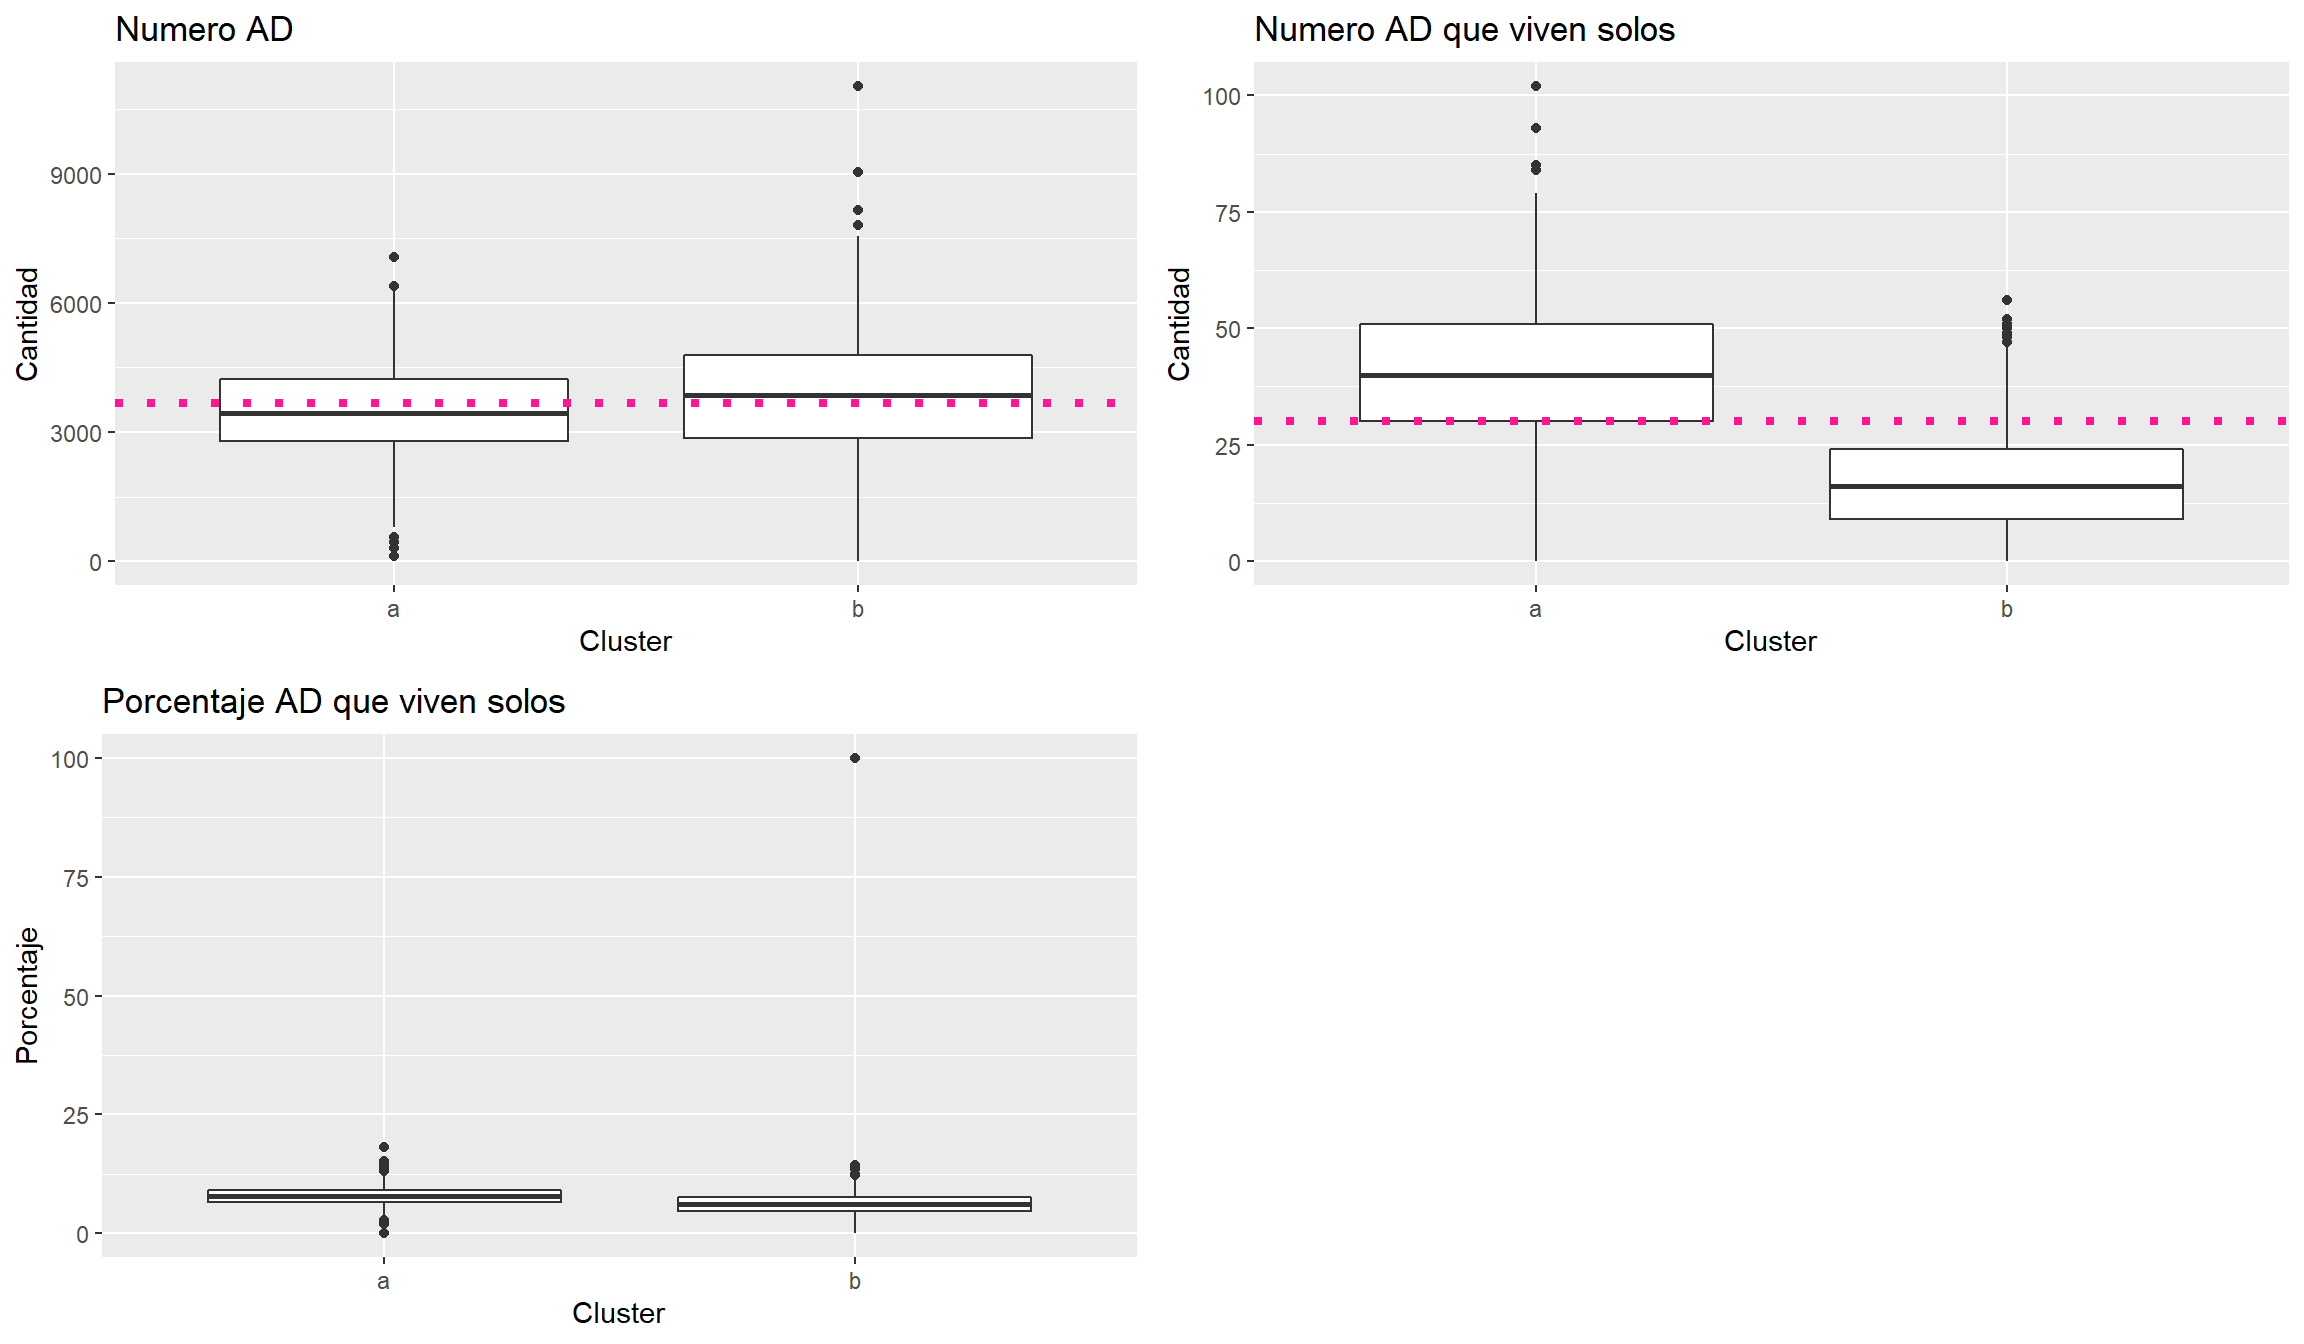 Numero AD
Cantidad
9000
6000
3000
0
a b
Cluster
Numero AD que viven solos
Cantidad
100
75
50
25
0
a b
Cluster
Porcentaje AD que viven solos
Porcentaje
100
75
50
25
0
a b
Cluster